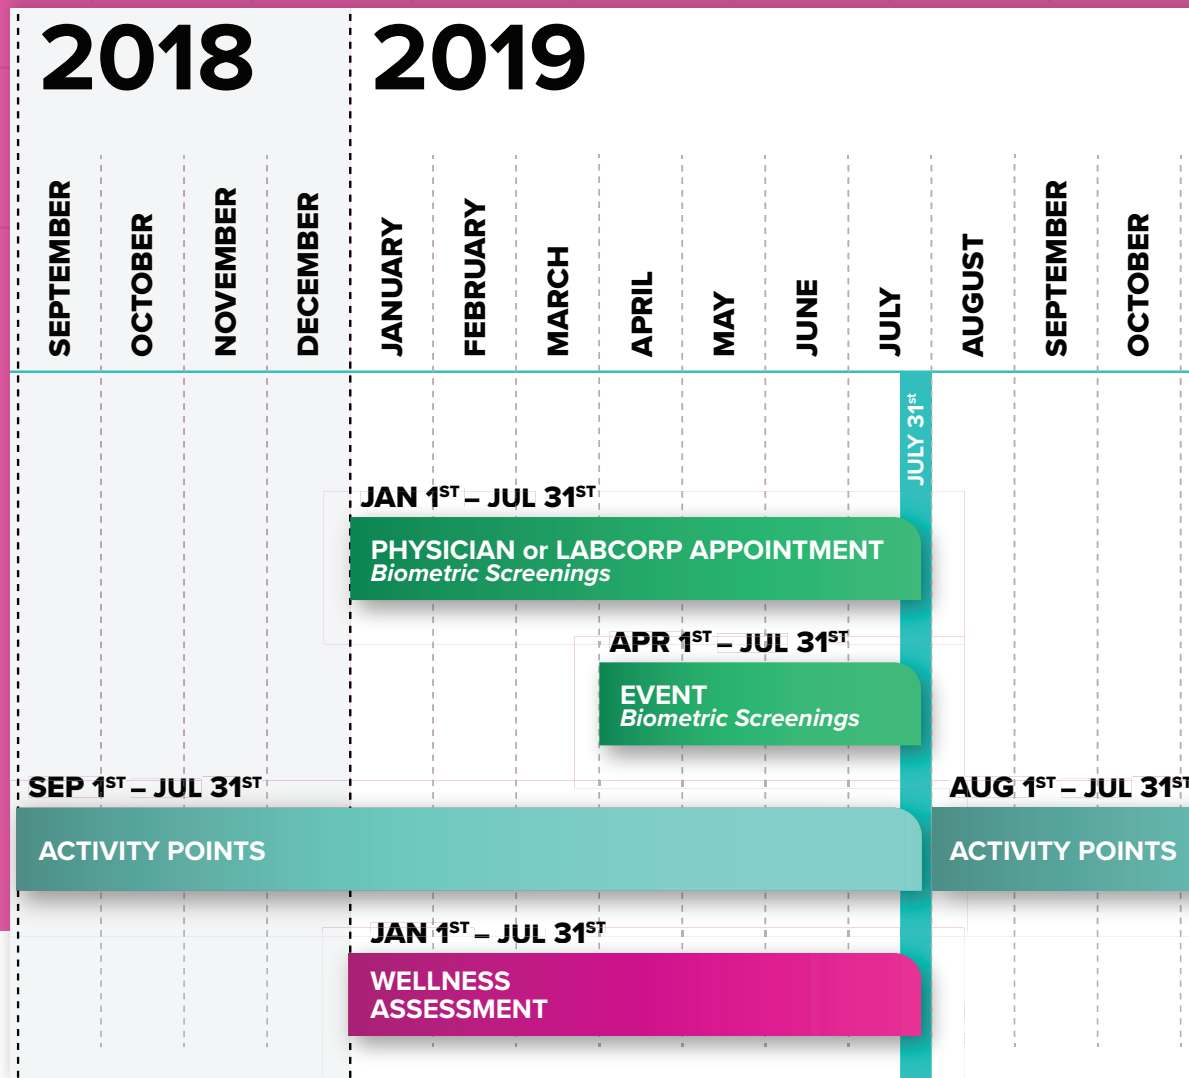 2018
2019
SEPTEMBER
OCTOBER
NOVEMBER
DECEMBER
JANUARY
FEBRUARY
MARCH
APRIL
MAY
JUNE
JULY
AUGUST
SEPTEMBER
OCTOBER
JULY 31st
JAN 1ST – JUL 31ST
PHYSICIAN or LABCORP APPOINTMENT
Biometric Screenings
APR 1ST – JUL 31ST
EVENT
Biometric Screenings
SEP 1ST – JUL 31ST
ACTIVITY POINTS
AUG 1ST – JUL 31ST
ACTIVITY POINTS
JAN 1ST – JUL 31ST
WELLNESS
ASSESSMENT